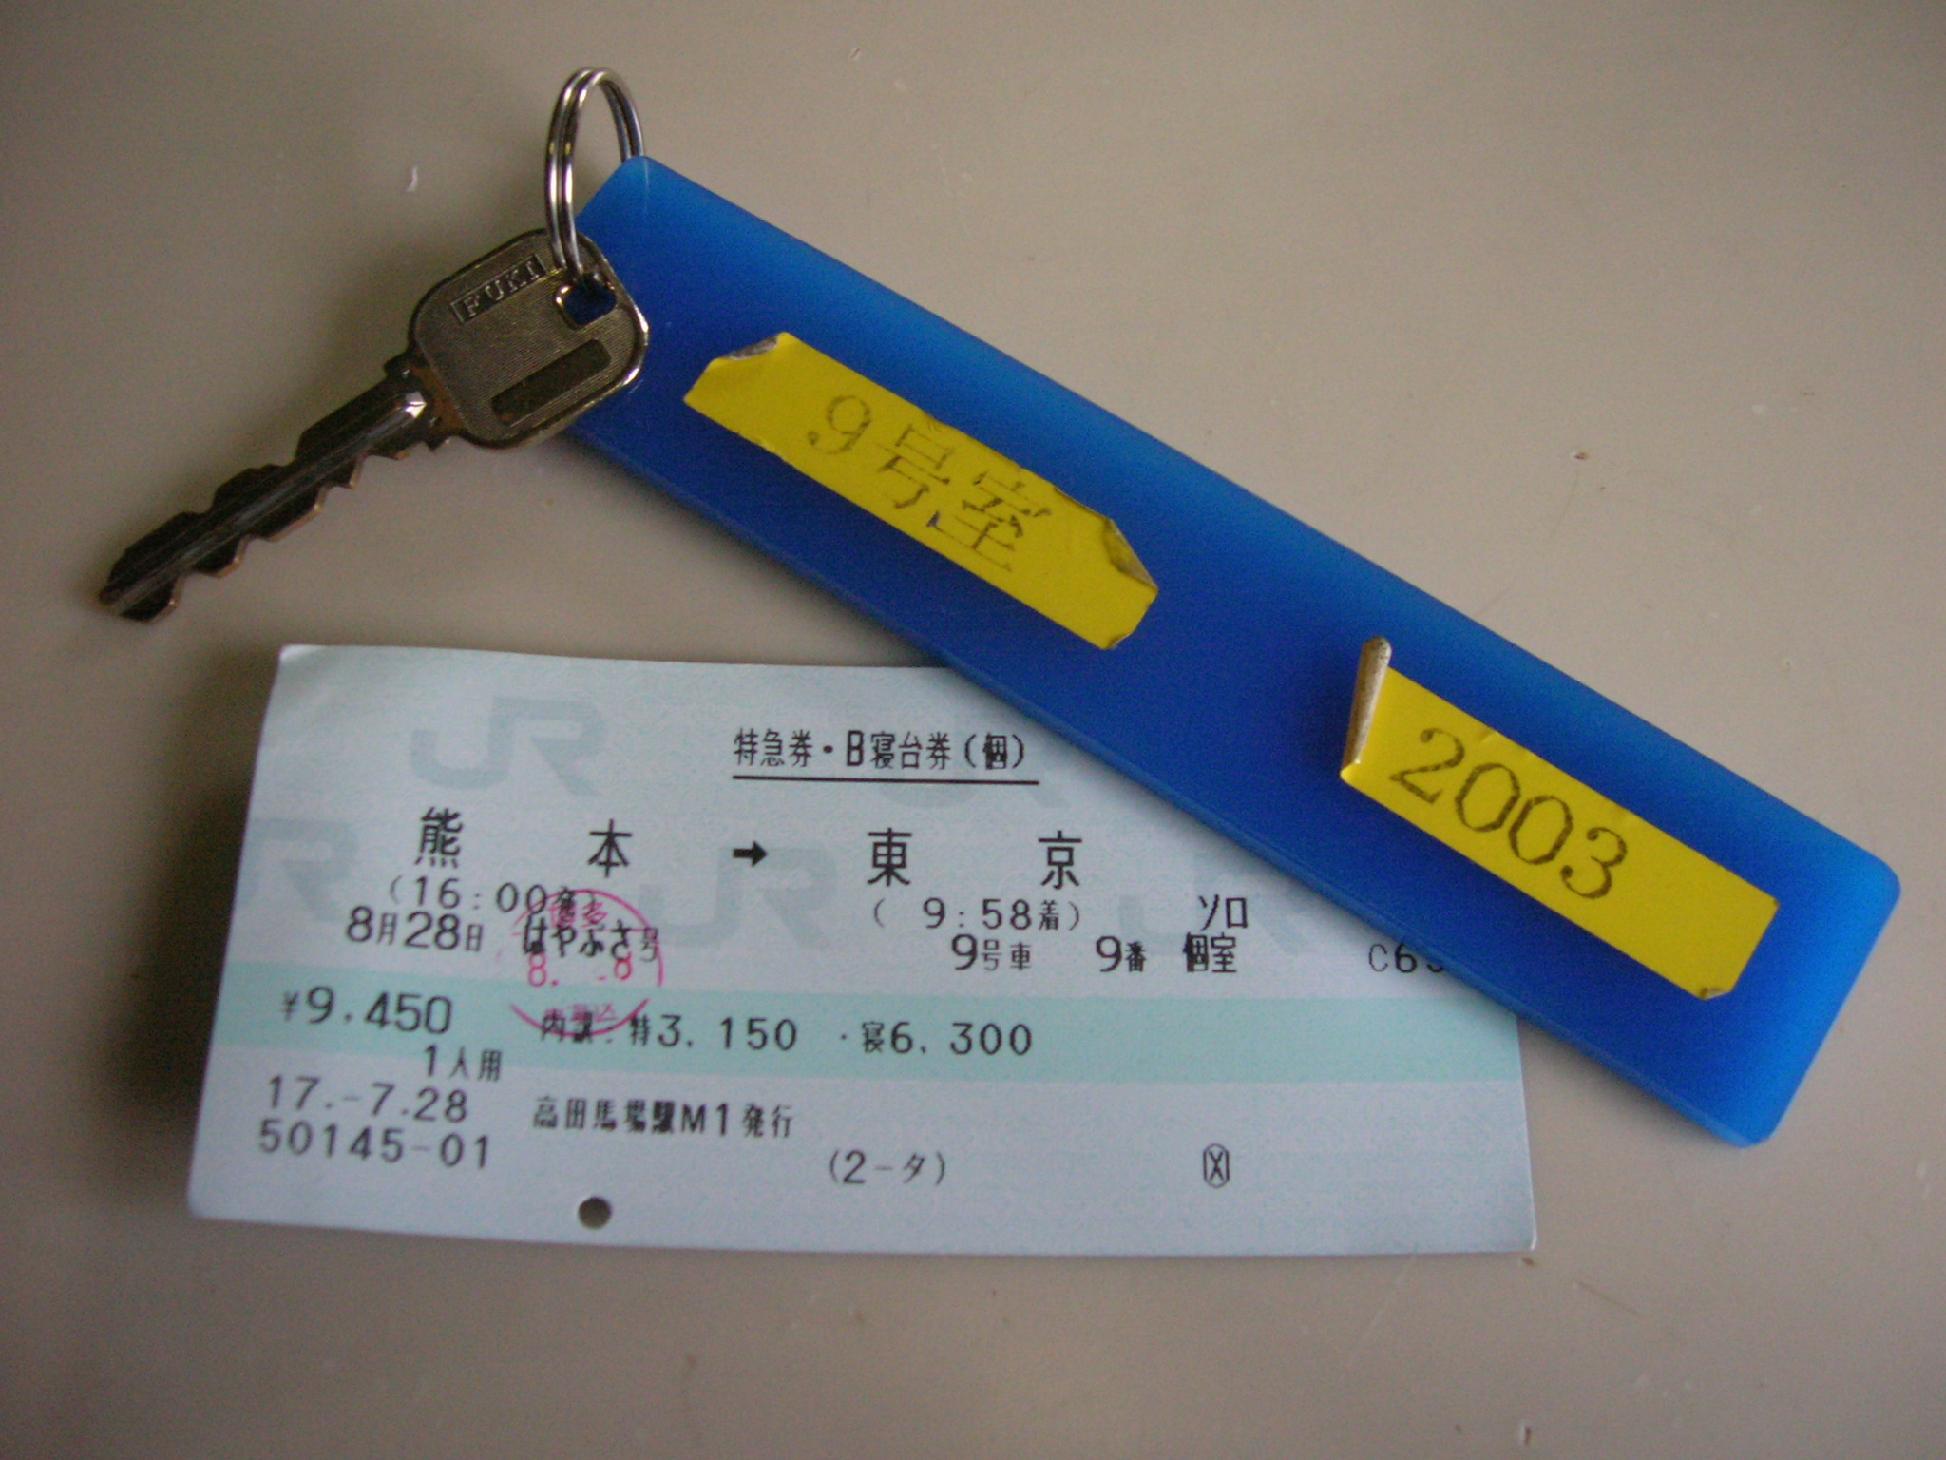 FUKI
9号室
2003
JR
特急券・B寝台券(個)
熊本 → 東京
(16:00発) ( 9:58着) ソロ
8月28日 はやぶさ号 9号車 9番 個室
¥9,450 内訳:特3,150 ・寝6,300
1人用
17.-7.28 高田馬場駅M1発行
50145-01 (2-タ)